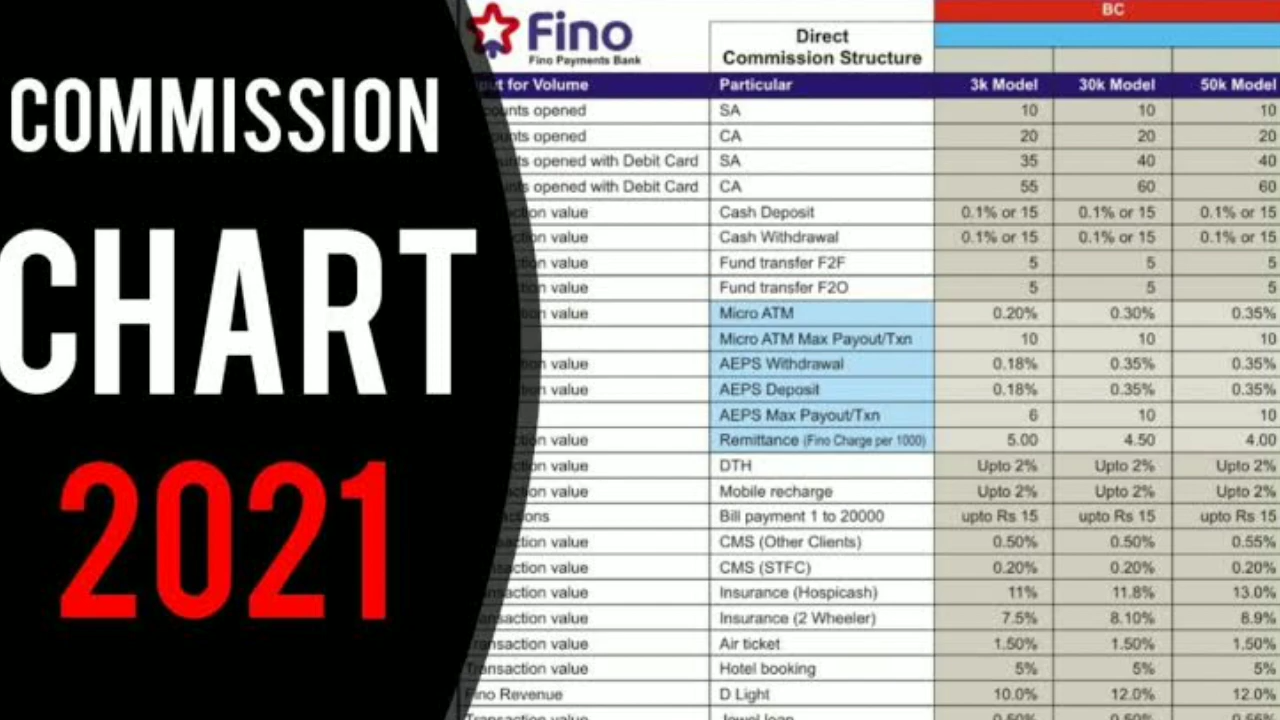 COMMISSION
CHART
2021
Fino
Fino Payments Bank
Direct
Commission Structure
BC
for Volume Particular 3k Model 30k Model 50k Model
opened SA 10 10 10
opened CA 20 20 20
opened with Debit Card SA 35 40 40
opened with Debit Card CA 55 60 60
value Cash Deposit 0.1% or 15 0.1% or 15 0.1% or 15
value Cash Withdrawal 0.1% or 15 0.1% or 15 0.1% or 15
value Fund transfer F2F 5 5 5
value Fund transfer F2O 5 5 5
value Micro ATM 0.20% 0.30% 0.35%
Micro ATM Max Payout/Txn 10 10 10
value AEPS Withdrawal 0.18% 0.35% 0.35%
value AEPS Deposit 0.18% 0.35% 0.35%
AEPS Max Payout/Txn 6 10 10
value Remittance (Fino Charge per 1000) 5.00 4.50 4.00
value DTH Upto 2% Upto 2% Upto 2%
value Mobile recharge Upto 2% Upto 2% Upto 2%
Bill payment 1 to 20000 upto Rs 15 upto Rs 15 upto Rs 15
value CMS (Other Clients) 0.50% 0.50% 0.55%
value CMS (STFC) 0.20% 0.20% 0.20%
value Insurance (Hospicash) 11% 11.8% 13.0%
value Insurance (2 Wheeler) 7.5% 8.10% 8.9%
Transaction value Air ticket 1.50% 1.50% 1.50%
Transaction value Hotel booking 5% 5% 5%
Fino Revenue D Light 10.0% 12.0% 12.0%
Transaction value Jewel loan 0.50% 0.50%